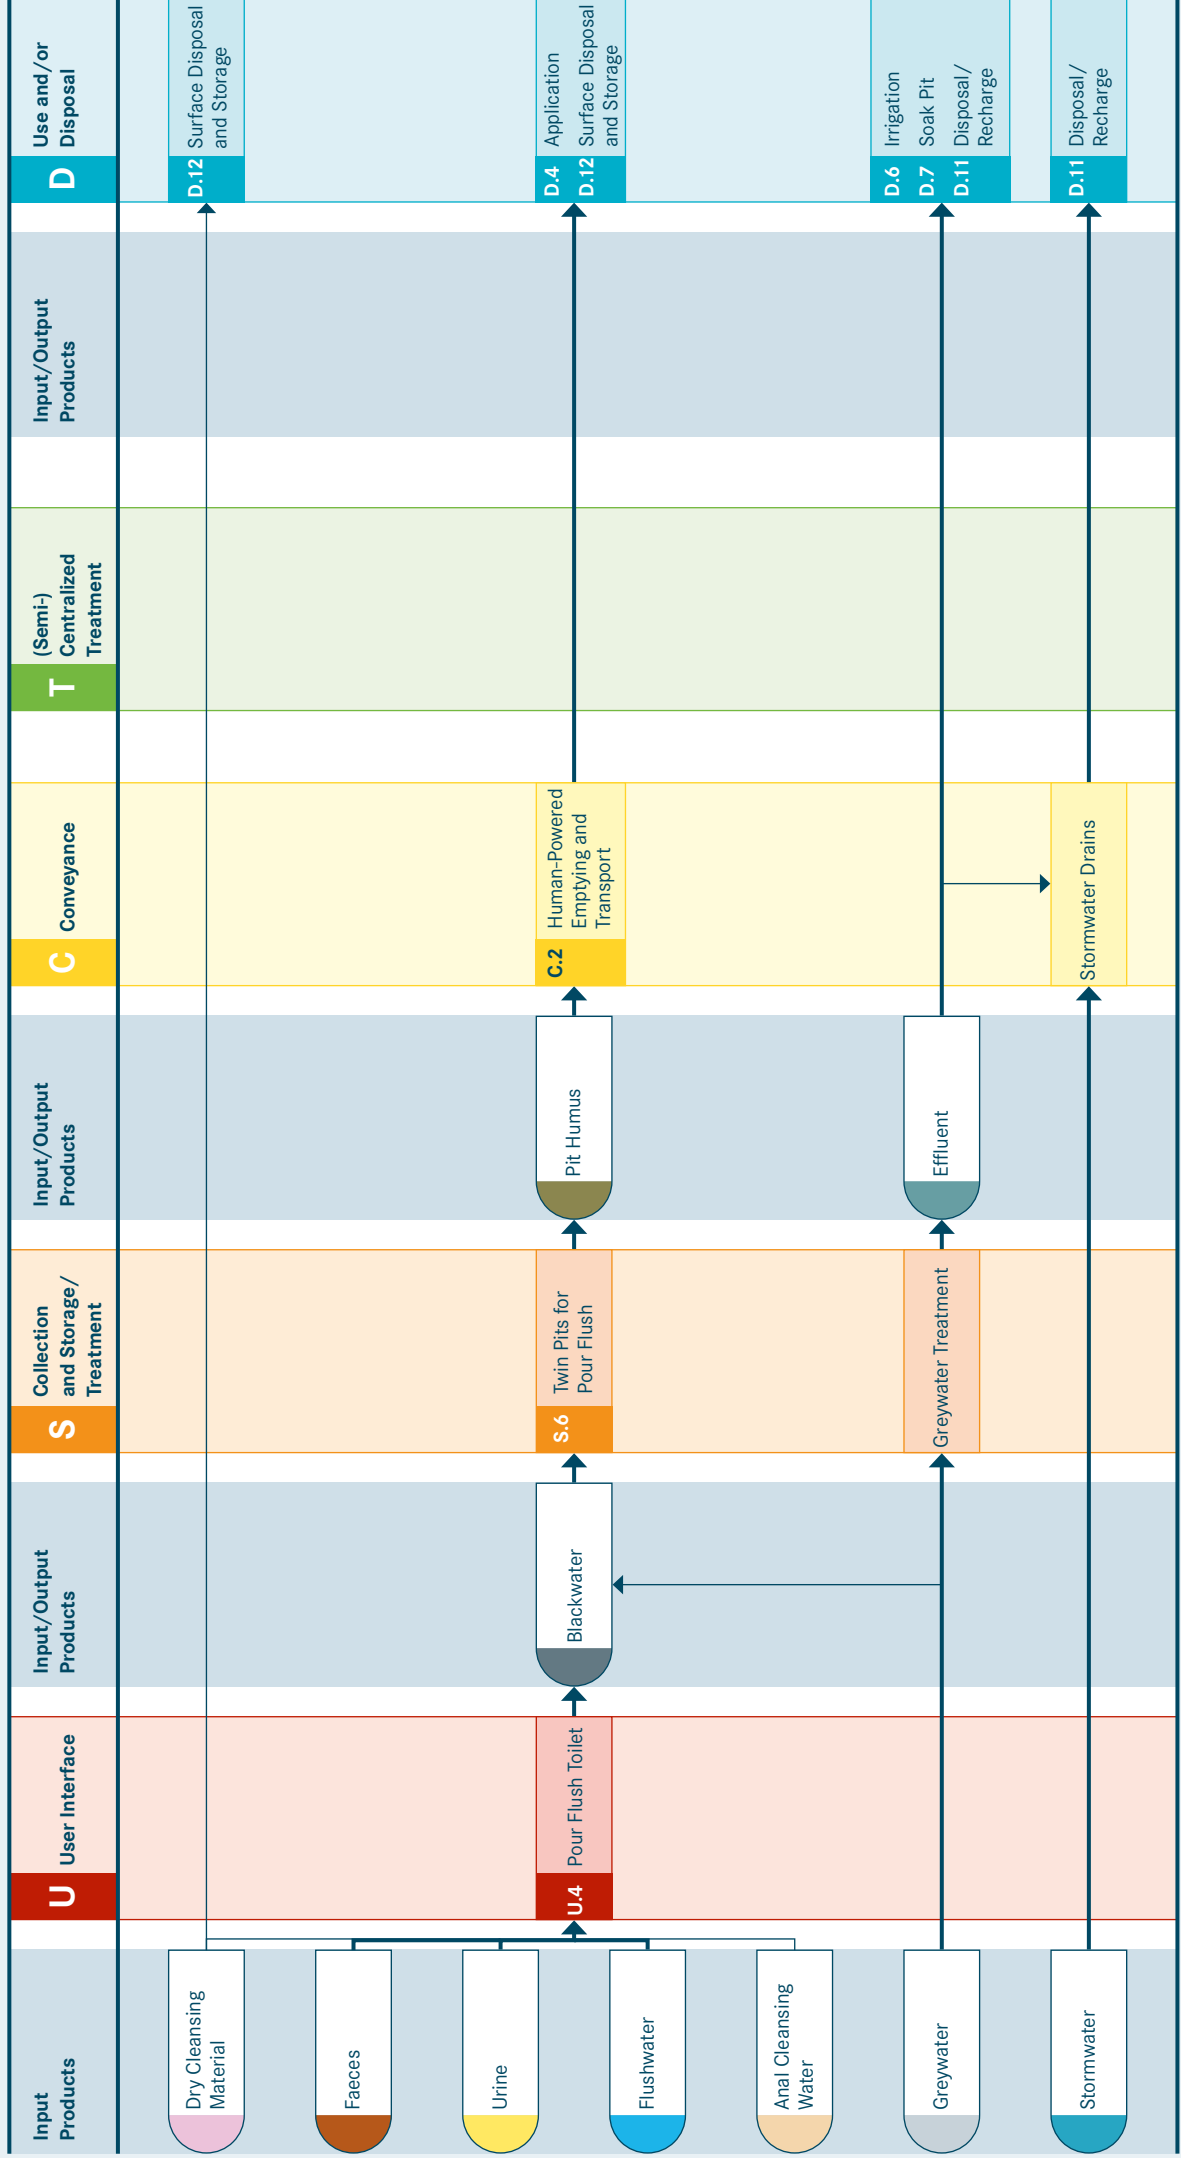 Input
Products
U
User Interface
Input/Output
Products
S
Collection
and Storage/
Treatment
Input/Output
Products
C
Conveyance
T
(Semi-)
Centralized
Treatment
Input/Output
Products
D
Use and/or
Disposal
Dry Cleansing
Material
D.12
Surface Disposal
and Storage
Faeces
Urine
U.4
Pour Flush Toilet
Blackwater
S.6
Twin Pits for
Pour Flush
Pit Humus
C.2
Human-Powered
Emptying and
Transport
D.4
Application
D.12
Surface Disposal
and Storage
Flushwater
Anal Cleansing
Water
Greywater
Greywater Treatment
Effluent
D.6
Irrigation
D.7
Soak Pit
D.11
Disposal/
Recharge
Stormwater
Stormwater Drains
D.11
Disposal/
Recharge